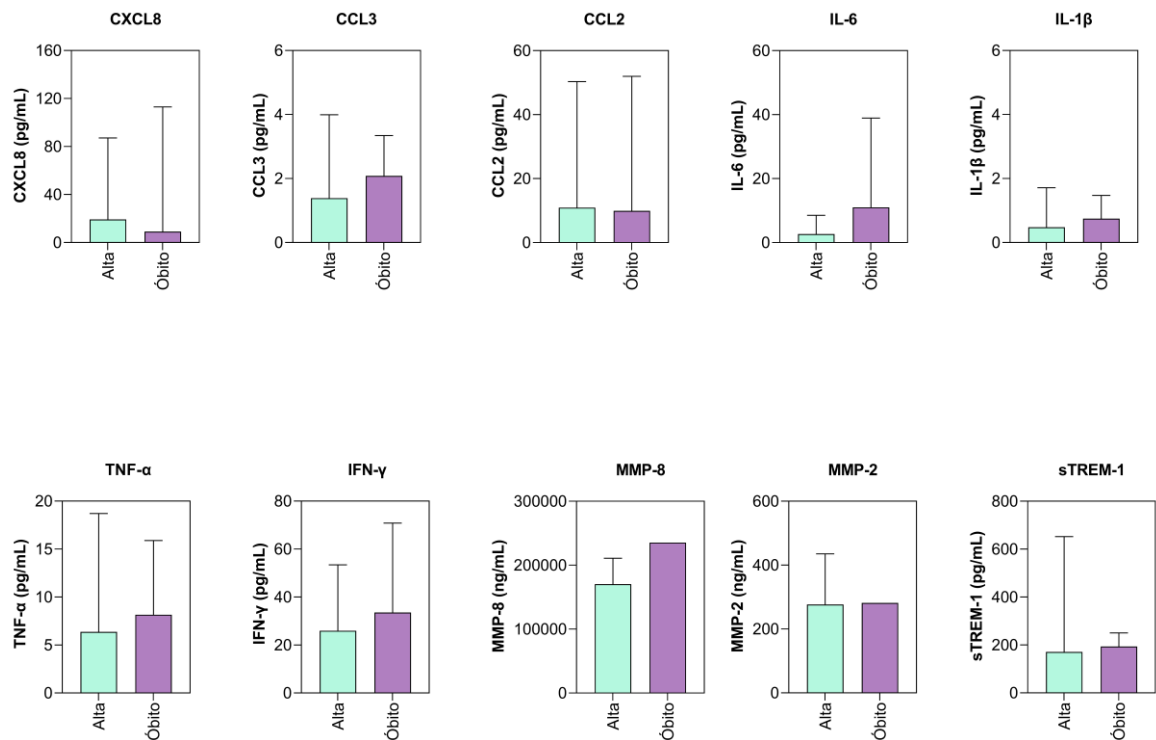 CXCL8
CCL3
CCL2
IL-6
IL-1β
CXCL8 (pg/mL)
160
120
80
40
0
Alta
Óbito
CCL3 (pg/mL)
6
4
2
0
Alta
Óbito
CCL2 (pg/mL)
60
40
20
0
Alta
Óbito
IL-6 (pg/mL)
60
40
20
0
Alta
Óbito
IL-1β (pg/mL)
6
4
2
0
Alta
Óbito
TNF-α
IFN-γ
MMP-8
MMP-2
sTREM-1
TNF-α (pg/mL)
20
15
10
5
0
Alta
Óbito
IFN-γ (pg/mL)
80
60
40
20
0
Alta
Óbito
MMP-8 (ng/mL)
300000
200000
100000
0
Alta
Óbito
MMP-2 (ng/mL)
600
400
200
0
Alta
Óbito
sTREM-1 (pg/mL)
800
600
400
200
0
Alta
Óbito